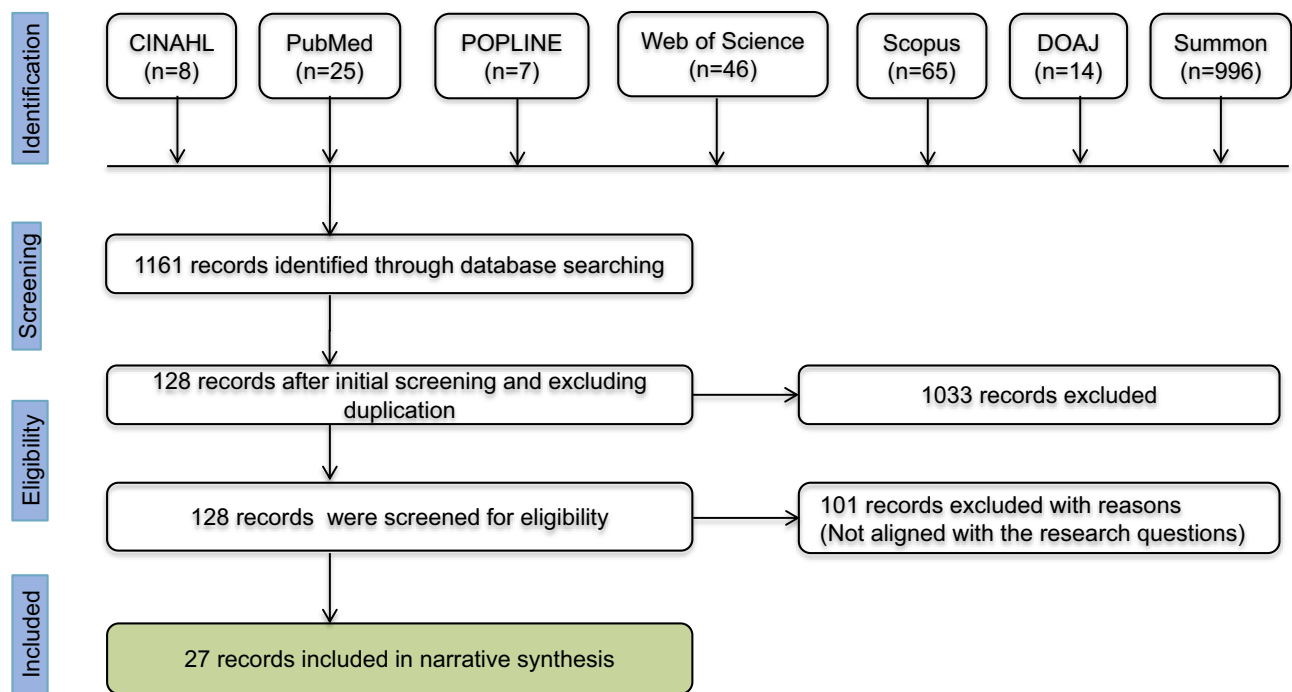 Identification
CINAHL
(n=8)
PubMed
(n=25)
POPLINE
(n=7)
Web of Science
(n=46)
Scopus
(n=65)
DOAJ
(n=14)
Summon
(n=996)
Screening
1161 records identified through database searching
128 records after initial screening and excluding
duplication
1033 records excluded
Eligibility
128 records were screened for eligibility
101 records excluded with reasons
(Not aligned with the research questions)
Included
27 records included in narrative synthesis